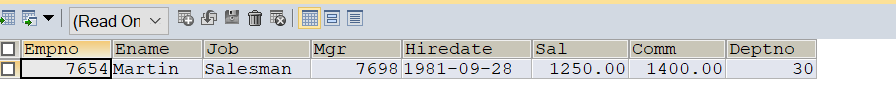 (Read On
Empno Ename Job Mgr Hiredate Sal Comm Deptno
7654 Martin Salesman 7698 1981-09-28 1250.00 1400.00 30